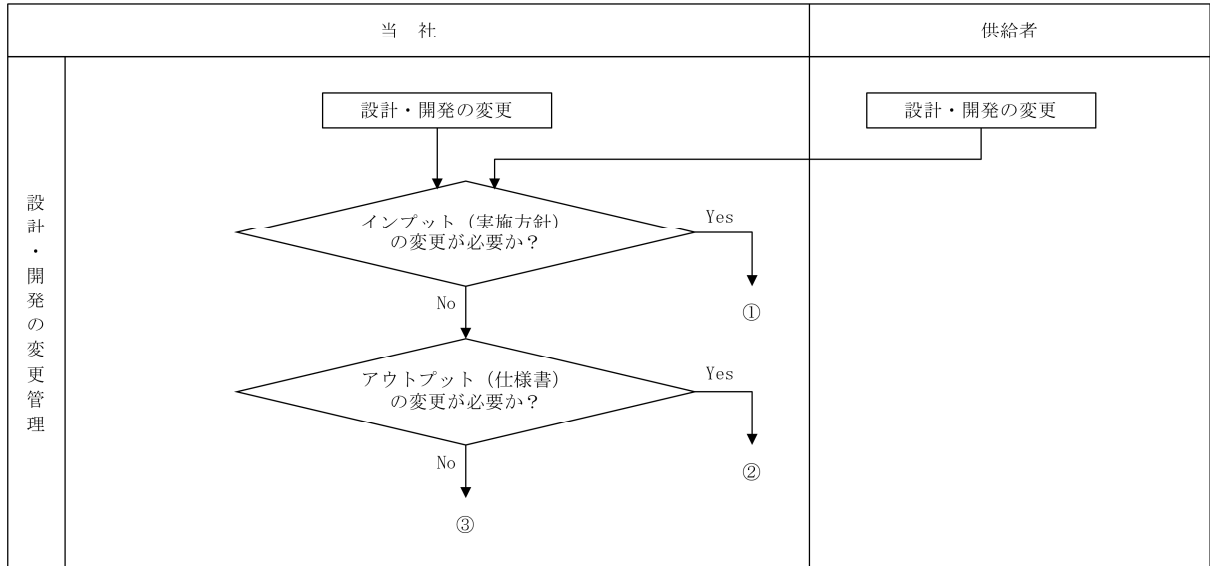 当 社
供給者
設計・開発の変更管理
設計・開発の変更
設計・開発の変更
インプット（実施方針）
の変更が必要か？
Yes
①
No
アウトプット（仕様書）
の変更が必要か？
Yes
②
No
③